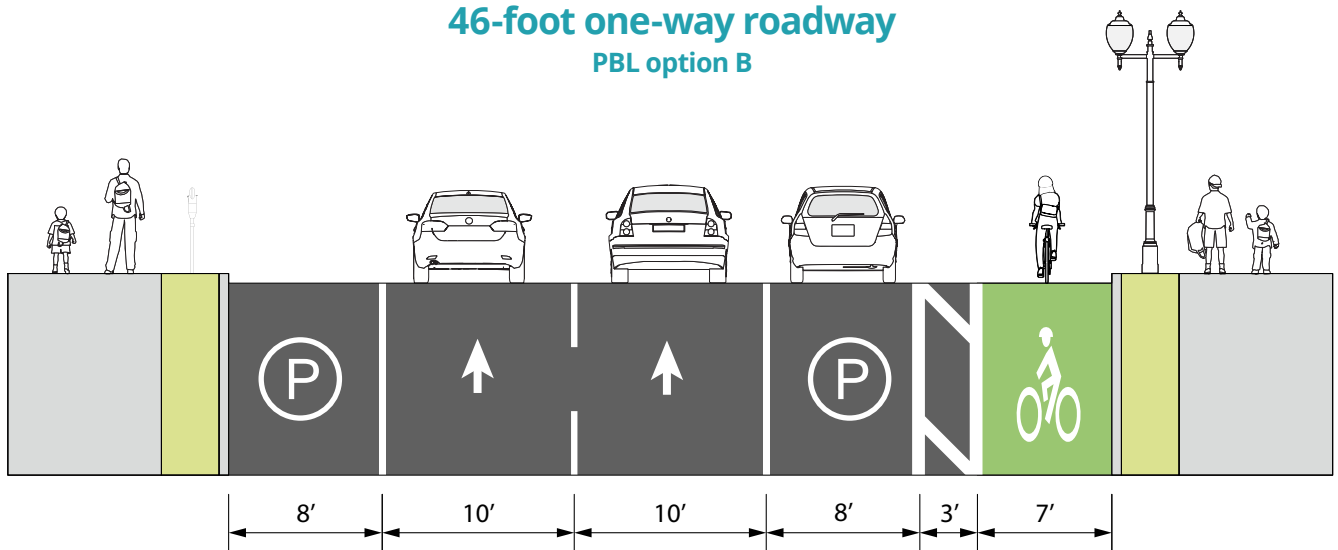 46-foot one-way roadway
PBL option B
P
P
8’ 10’ 10’ 8’ 3’ 7’